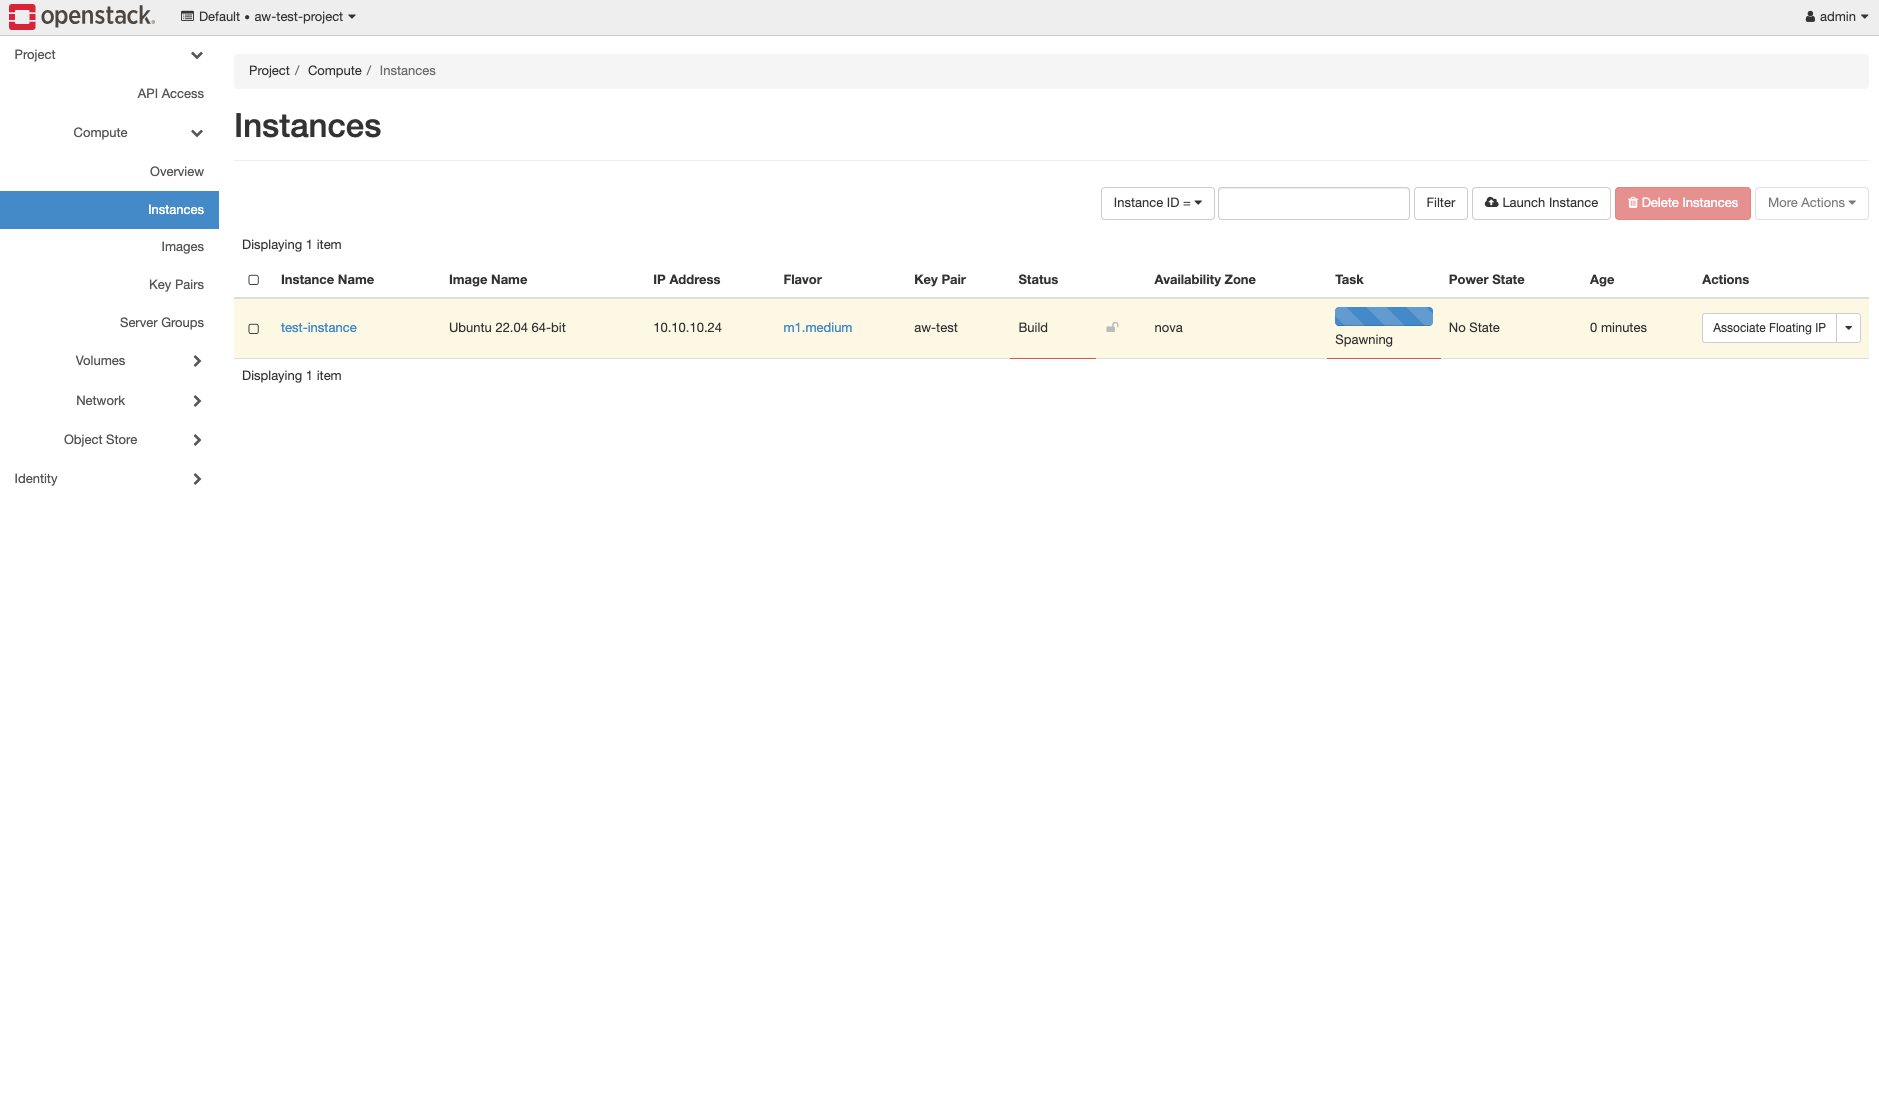 openstack. Default • aw-test-project admin
Project
API Access
Compute
Overview
Instances
Images
Key Pairs
Server Groups
Volumes
Network
Object Store
Identity
Project / Compute / Instances
Instances
Instance ID = Filter Launch Instance Delete Instances More Actions
Displaying 1 item
Instance Name Image Name IP Address Flavor Key Pair Status Availability Zone Task Power State Age Actions
test-instance Ubuntu 22.04 64-bit 10.10.10.24 m1.medium aw-test Build nova Spawning No State 0 minutes Associate Floating IP
Displaying 1 item